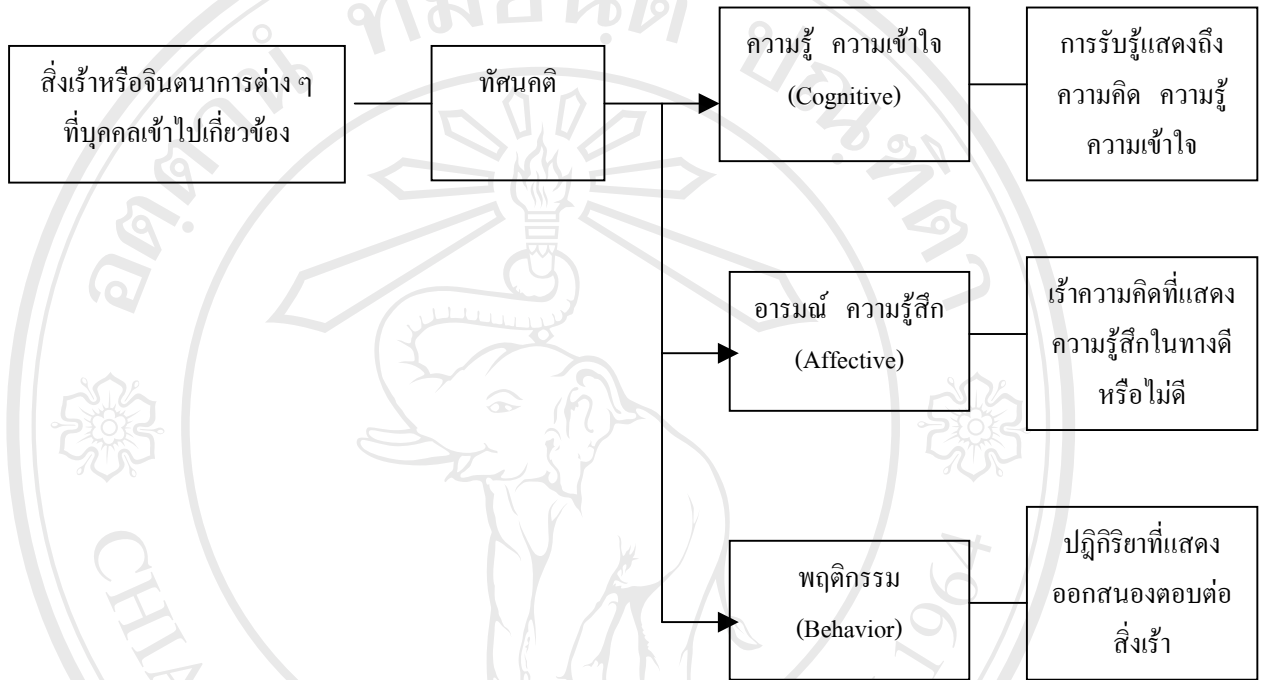 สิ่งเร้าหรือจินตนาการต่าง ๆ
ที่บุคคลเข้าไปเกี่ยวข้อง
ทัศนคติ
ความรู้ ความเข้าใจ
(Cognitive)
การรับรู้แสดงถึง
ความคิด ความรู้
ความเข้าใจ
อารมณ์ ความรู้สึก
(Affective)
เร้าความคิดที่แสดง
ความรู้สึกในทางดี
หรือไม่ดี
พฤติกรรม
(Behavior)
ปฎิกิริยาที่แสดง
ออกสนองตอบต่อ
สิ่งเร้า
1964